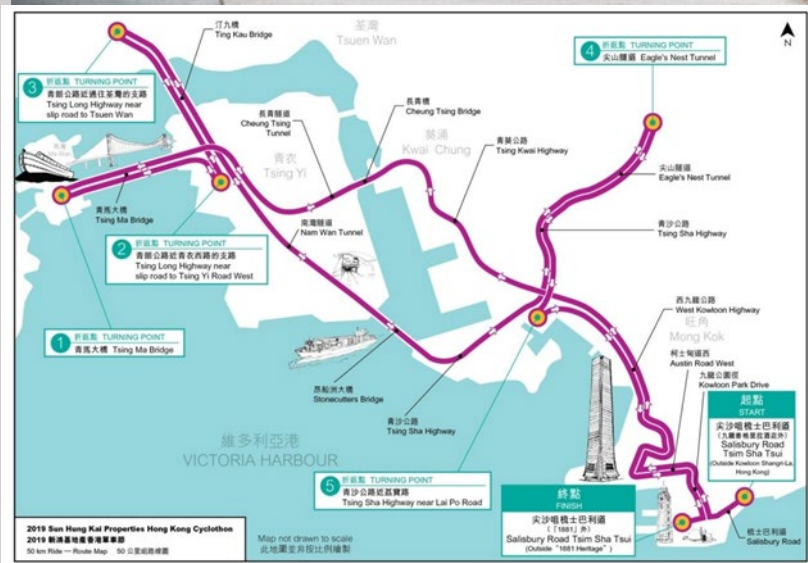 荃灣
Tsuen Wan
汀九橋
Ting Kau Bridge
N
4
折返點 TURNING POINT
尖山隧道 Eagle's Nest Tunnel
3
折返點 TURNING POINT
青朗公路近通往荃灣的支路
Tsing Long Highway near
slip road to Tsuen Wan
長青隧道
Cheung Tsing
Tunnel
長青橋
Cheung Tsing Bridge
葵涌
Kwai Chung
青葵公路
Tsing Kwai Highway
馬灣
Ma Wan
青衣
Tsing Yi
尖山隧道
Eagle's Nest Tunnel
青馬大橋
Tsing Ma Bridge
南灣隧道
Nam Wan Tunnel
青沙公路
Tsing Sha Highway
2
折返點 TURNING POINT
青朗公路近青衣西路的支路
Tsing Long Highway near
slip road to Tsing Yi Road West
西九龍公路
West Kowloon Highway
旺角
Mong Kok
1
折返點 TURNING POINT
青馬大橋 Tsing Ma Bridge
柯士甸道西
Austin Road West
九龍公園徑
Kowloon Park Drive
昂船洲大橋
Stonecutters Bridge
青沙公路
Tsing Sha Highway
起點
START
尖沙咀梳士巴利道
(九龍香格里拉酒店外)
Salisbury Road
Tsim Sha Tsui
(Outside Kowloon Shangri-La,
Hong Kong)
維多利亞港
VICTORIA HARBOUR
5
折返點 TURNING POINT
青沙公路近荔寶路
Tsing Sha Highway near Lai Po Road
終點
FINISH
尖沙咀梳士巴利道
(「1881」外)
Salisbury Road Tsim Sha Tsui
(Outside "1881 Heritage")
梳士巴利道
Salisbury Road
2019 Sun Hung Kai Properties Hong Kong Cyclothon
2019 新鴻基地產香港單車節
50 km Ride — Route Map 50 公里組路線圖
Map not drawn to scale
此地圖並非按比例繪製